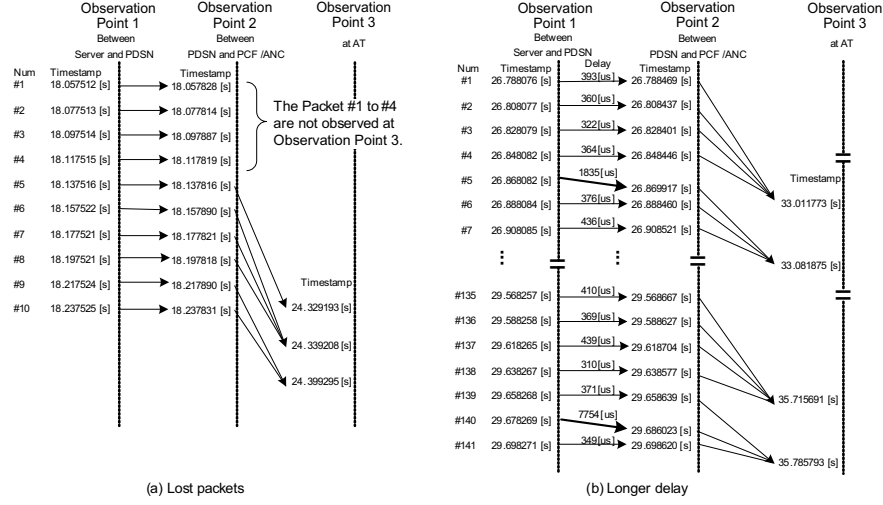 Observation
Point 1
Between
Server and PDSN
Observation
Point 2
Between
PDSN and PCF /ANC
Observation
Point 3
at AT
Num Timestamp Timestamp
#1 18.057512 [s] 18.057828 [s]
#2 18.077513 [s] 18.077814 [s]
#3 18.097514 [s] 18.097887 [s]
#4 18.117515 [s] 18.117819 [s]
The Packet #1 to #4
are not observed at
Observation Point 3.
#5 18.137516 [s] 18.137816 [s]
#6 18.157522 [s] 18.157890 [s]
#7 18.177521 [s] 18.177821 [s]
#8 18.197521 [s] 18.197818 [s]
#9 18.217524 [s] 18.217890 [s]
#10 18.237525 [s] 18.237831 [s]
Timestamp
24.329193 [s]
24.339208 [s]
24.399295 [s]
(a) Lost packets
Observation
Point 1
Between
Server and PDSN
Observation
Point 2
Between
PDSN and PCF /ANC
Observation
Point 3
at AT
Num Timestamp Delay Timestamp
#1 26.788076 [s] 393[us] 26.788469 [s]
#2 26.808077 [s] 360[us] 26.808437 [s]
#3 26.828079 [s] 322[us] 26.828401 [s]
#4 26.848082 [s] 364[us] 26.848446 [s]
#5 26.868082 [s] 1835[us] 26.869917 [s]
#6 26.888084 [s] 376[us] 26.888460 [s]
#7 26.908085 [s] 436[us] 26.908521 [s]
Timestamp
33.011773 [s]
33.081875 [s]
#135 29.568257 [s] 410[us] 29.568667 [s]
#136 29.588258 [s] 369[us] 29.588627 [s]
#137 29.618265 [s] 439[us] 29.618704 [s]
#138 29.638267 [s] 310[us] 29.638577 [s]
#139 29.658268 [s] 371[us] 29.658639 [s]
#140 29.678269 [s] 7754[us] 29.686023 [s]
#141 29.698271 [s] 349[us] 29.698620 [s]
35.715691 [s]
35.785793 [s]
(b) Longer delay